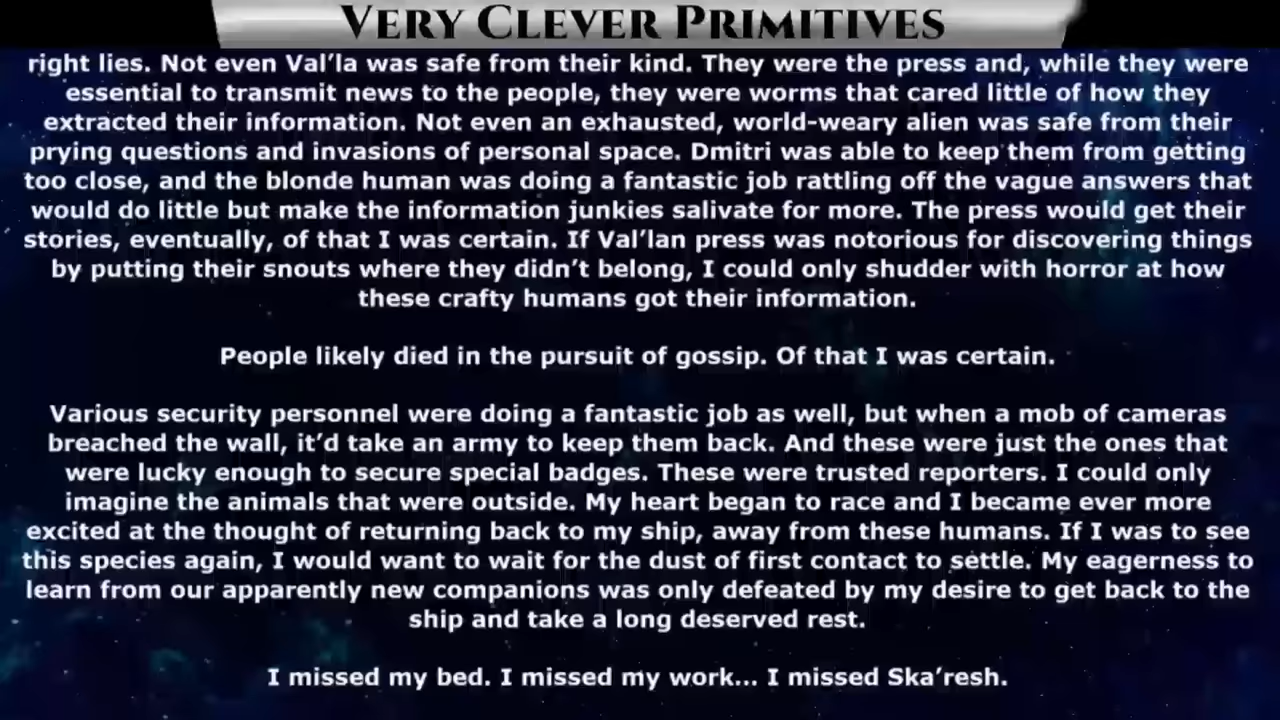 VERY CLEVER PRIMITIVES
right lies. Not even Val’la was safe from their kind. They were the press and, while they were
essential to transmit news to the people, they were worms that cared little of how they
extracted their information. Not even an exhausted, world-weary alien was safe from their
prying questions and invasions of personal space. Dmitri was able to keep them from getting
too close, and the blonde human was doing a fantastic job rattling off the vague answers that
would do little but make the information junkies salivate for more. The press would get their
stories, eventually, of that I was certain. If Val’lan press was notorious for discovering things
by putting their snouts where they didn’t belong, I could only shudder with horror at how
these crafty humans got their information.
People likely died in the pursuit of gossip. Of that I was certain.
Various security personnel were doing a fantastic job as well, but when a mob of cameras
breached the wall, it’d take an army to keep them back. And these were just the ones that
were lucky enough to secure special badges. These were trusted reporters. I could only
imagine the animals that were outside. My heart began to race and I became ever more
excited at the thought of returning back to my ship, away from these humans. If I was to see
this species again, I would want to wait for the dust of first contact to settle. My eagerness to
learn from our apparently new companions was only defeated by my desire to get back to the
ship and take a long deserved rest.
I missed my bed. I missed my work... I missed Ska’resh.